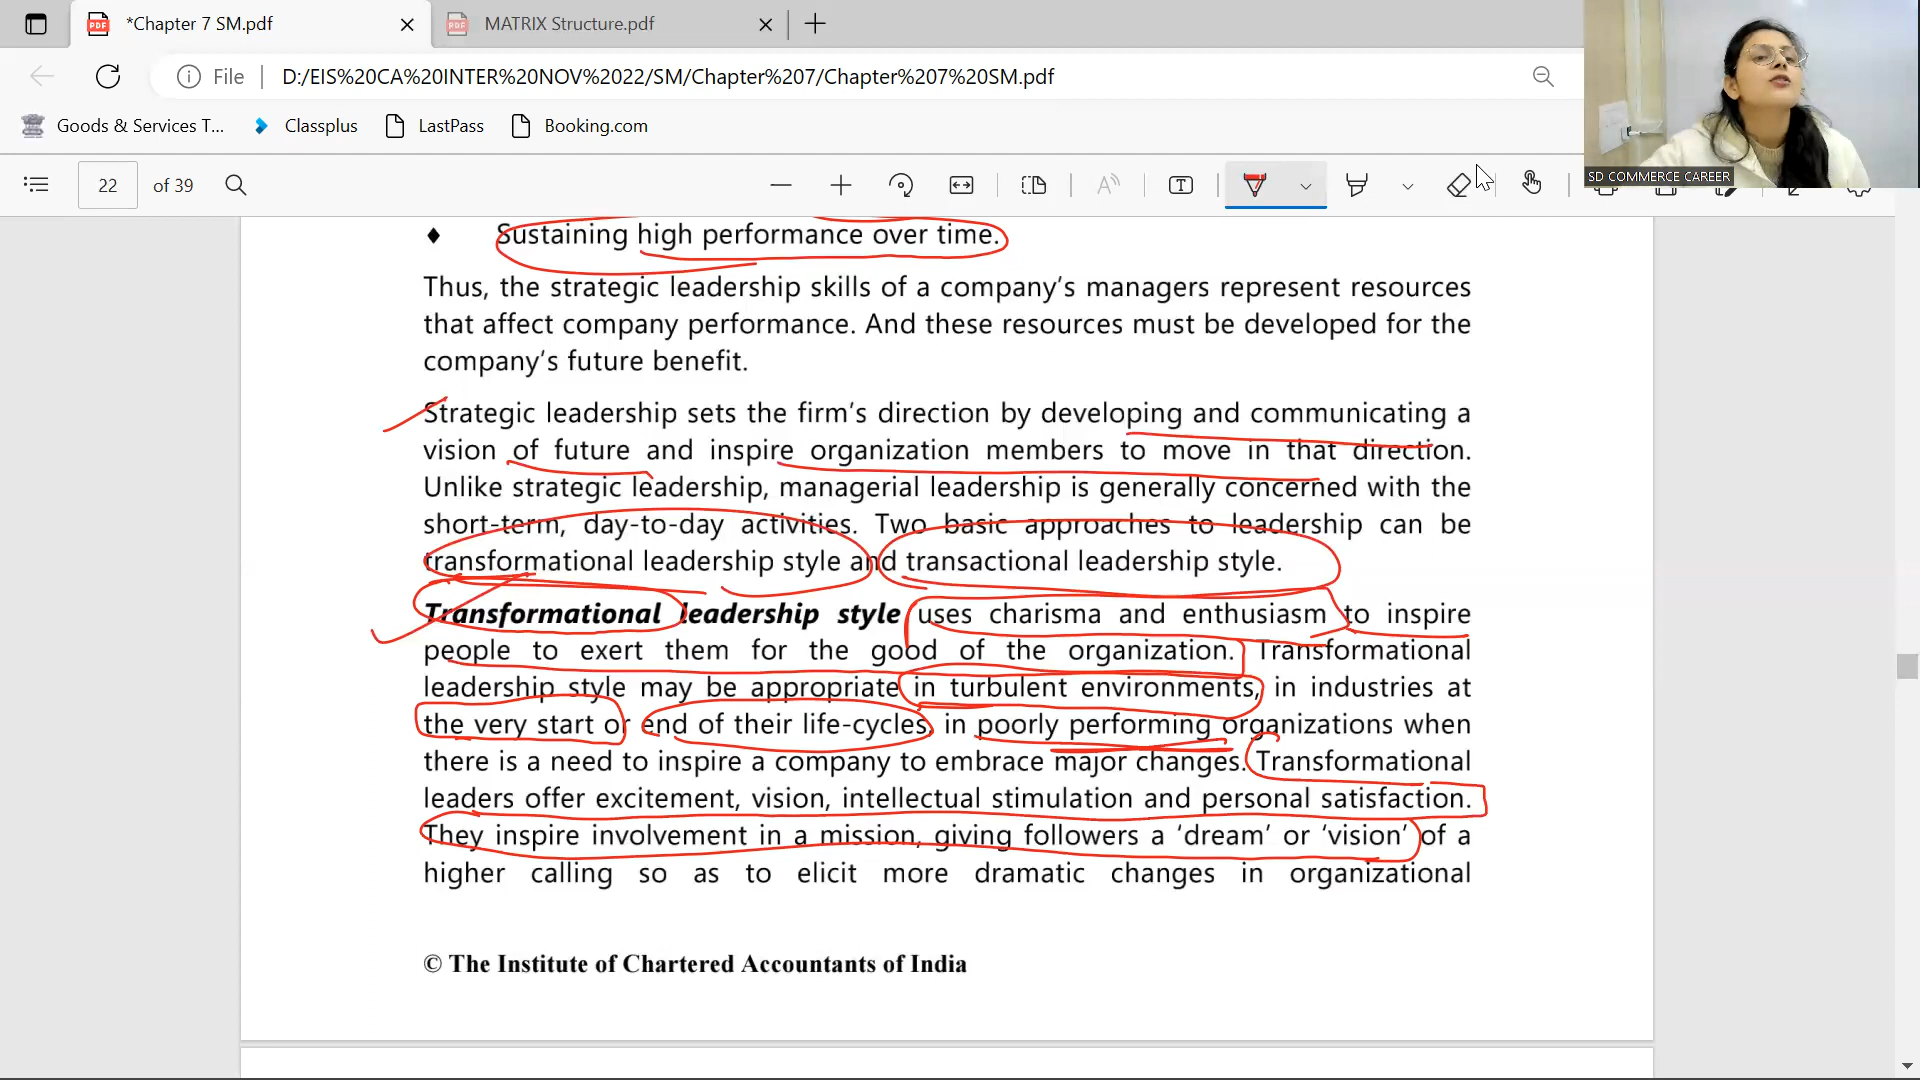 *Chapter 7 SM.pdf
MATRIX Structure.pdf
File
D:/EIS%20CA%20INTER%20NOV%2022/SM/Chapter%207/Chapter%207%20SM.pdf
Goods & Services T...
Classplus
LastPass
Booking.com
SD COMMERCE CAREER
22 of 39
♦ Sustaining high performance over time.
Thus, the strategic leadership skills of a company's managers represent resources
that affect company performance. And these resources must be developed for the
company's future benefit.
Strategic leadership sets the firm's direction by developing and communicating a
vision of future and inspire organization members to move in that direction.
Unlike strategic leadership, managerial leadership is generally concerned with the
short-term, day-to-day activities. Two basic approaches to leadership can be
transformational leadership style and transactional leadership style.
Transformational leadership style uses charisma and enthusiasm to inspire
people to exert them for the good of the organization. Transformational
leadership style may be appropriate in turbulent environments, in industries at
the very start or end of their life-cycles, in poorly performing organizations when
there is a need to inspire a company to embrace major changes. Transformational
leaders offer excitement, vision, intellectual stimulation and personal satisfaction.
They inspire involvement in a mission, giving followers a 'dream' or 'vision' of a
higher calling so as to elicit more dramatic changes in organizational
© The Institute of Chartered Accountants of India